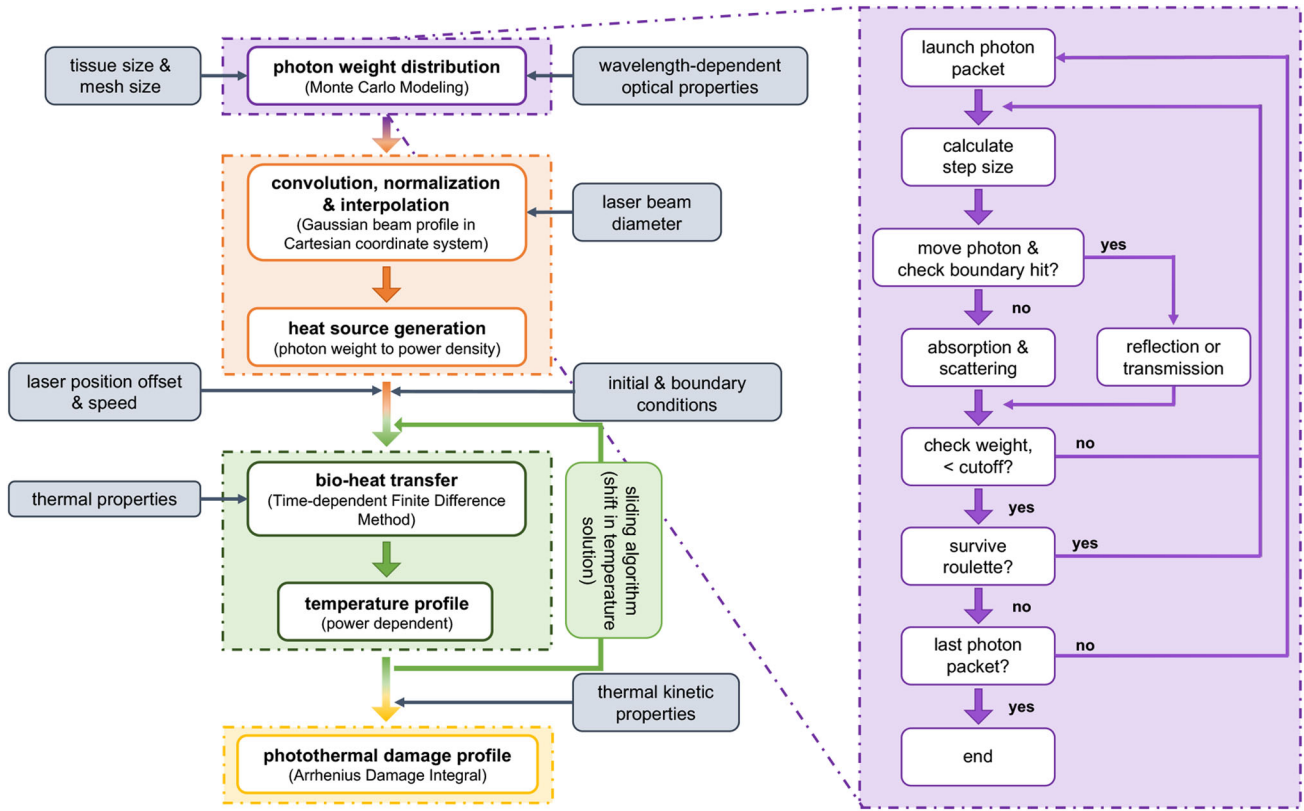 tissue size &
mesh size
photon weight distribution
(Monte Carlo Modeling)
wavelength-dependent
optical properties
convolution, normalization
& interpolation
(Gaussian beam profile in
Cartesian coordinate system)
laser beam
diameter
heat source generation
(photon weight to power density)
laser position offset
& speed
initial & boundary
conditions
bio-heat transfer
(Time-dependent Finite Difference
Method)
thermal properties
sliding algorithm
(shift in temperature
solution)
temperature profile
(power dependent)
thermal kinetic
properties
photothermal damage profile
(Arrhenius Damage Integral)
launch photon
packet
calculate
step size
move photon &
check boundary hit?
yes
no
absorption &
scattering
reflection or
transmission
check weight,
< cutoff?
no
yes
survive
roulette?
yes
no
last photon
packet?
no
yes
end